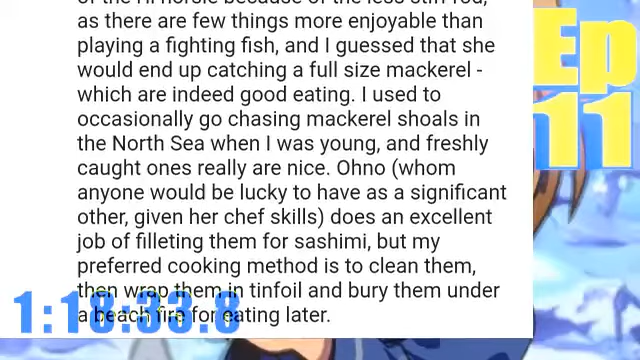 as there are few things more enjoyable than
playing a fighting fish, and I guessed that she
would end up catching a full size mackerel -
which are indeed good eating. I used to
occasionally go chasing mackerel shoals in
the North Sea when I was young, and freshly
caught ones really are nice. Ohno (whom
anyone would be lucky to have as a significant
other, given her chef skills) does an excellent
job of filleting them for sashimi, but my
preferred cooking method is to clean them,
then wrap them in tinfoil and bury them under
a beach fire for eating later.
Ep
11
1:18:33.8